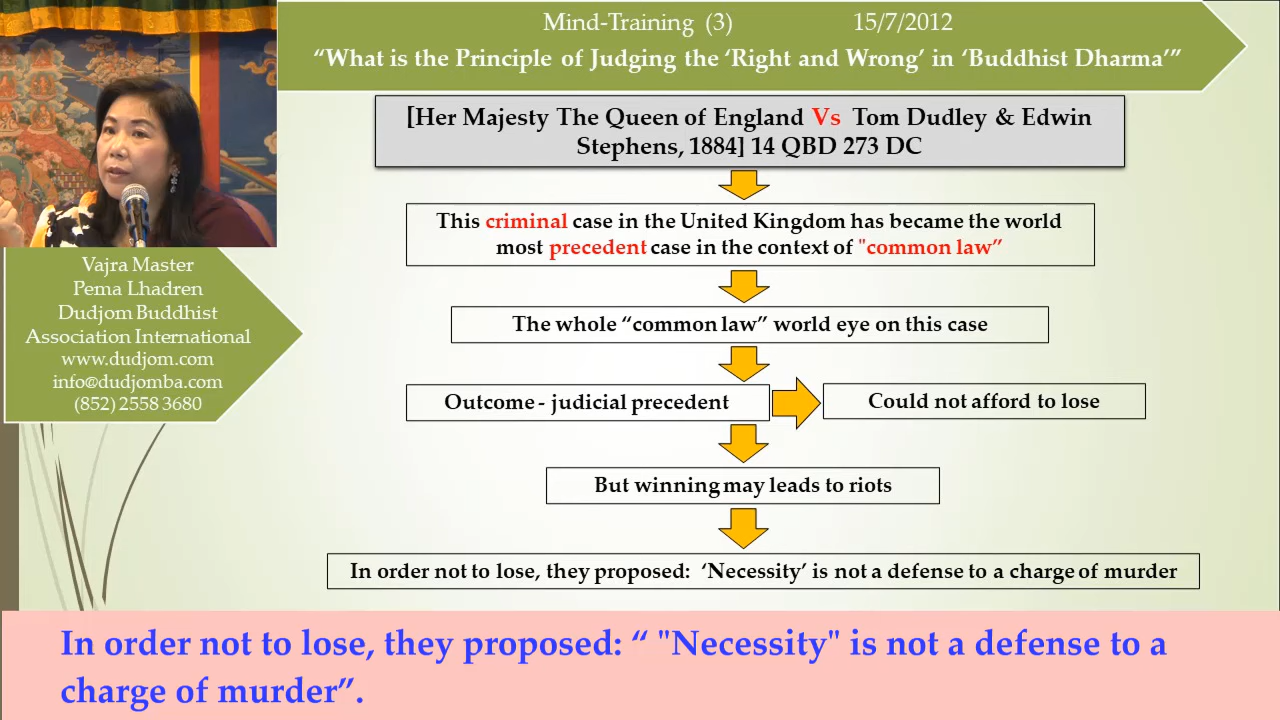 Mind-Training (3) 15/7/2012
“What is the Principle of Judging the ‘Right and Wrong’ in ‘Buddhist Dharma’”
[Her Majesty The Queen of England Vs Tom Dudley & Edwin
Stephens, 1884] 14 QBD 273 DC
This criminal case in the United Kingdom has became the world
most precedent case in the context of "common law”
Vajra Master
Pema Lhadren
Dudjom Buddhist
Association International
www.dudjom.com
info@dudjomba.com
(852) 2558 3680
The whole “common law” world eye on this case
Outcome - judicial precedent
Could not afford to lose
But winning may leads to riots
In order not to lose, they proposed: ‘Necessity’ is not a defense to a charge of murder
In order not to lose, they proposed: “ "Necessity" is not a defense to a
charge of murder”.